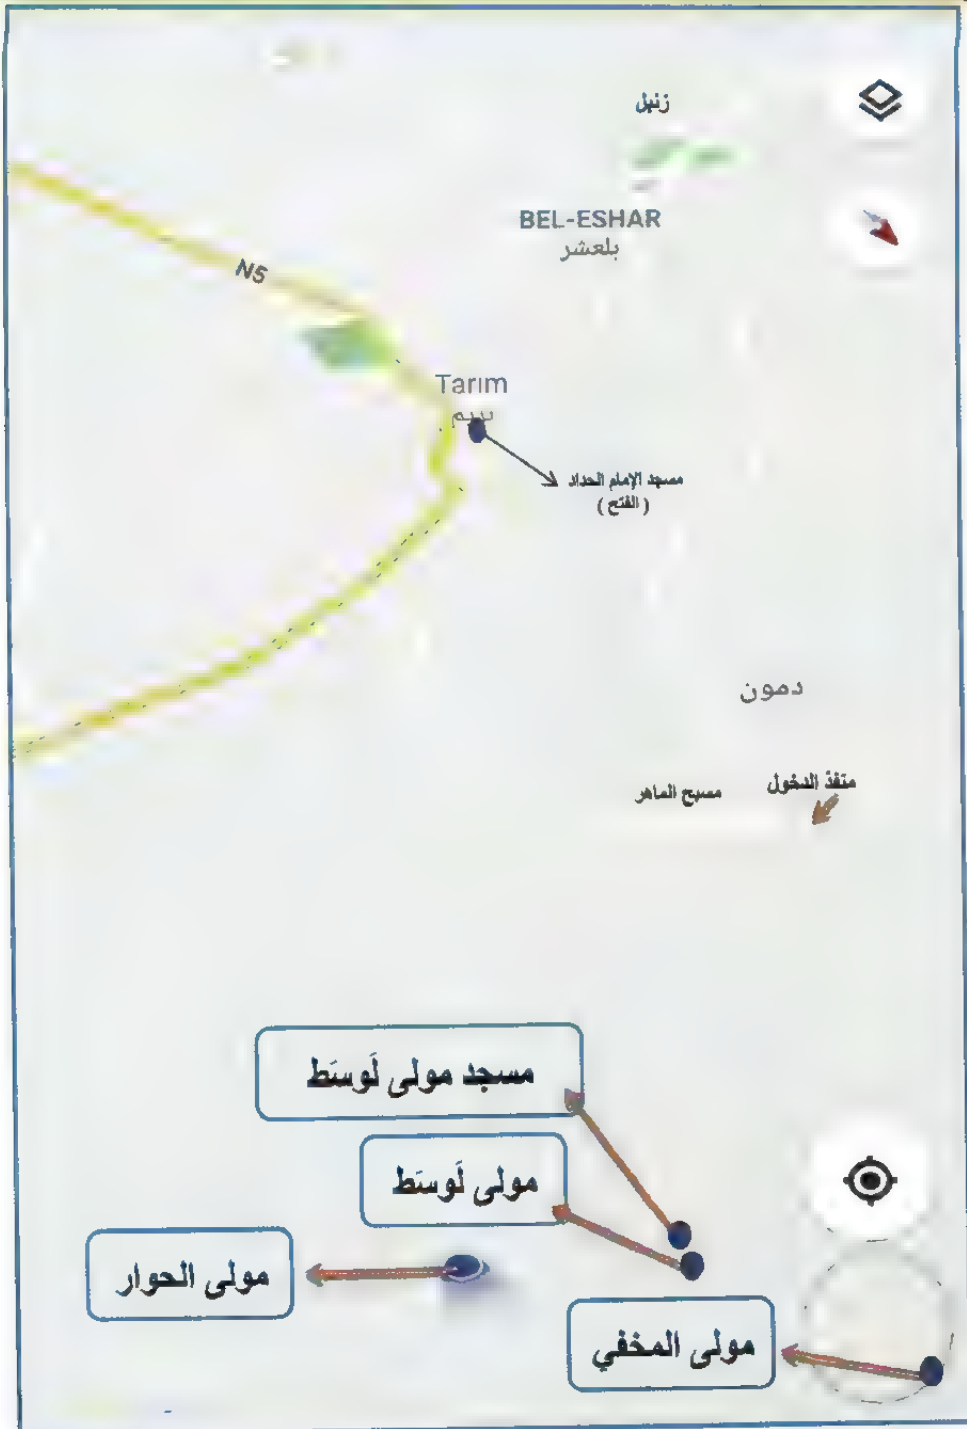 زنبل
BEL-ESHAR
بلعشر
N5
Tarim
مسجد الإمام الحداد
( الفتح )
دمون
منفذ الدخول
مسبح الماهر
مسجد مولى لَوسَط
مولى لَوسَط
مولى الحوار
مولى المخفي